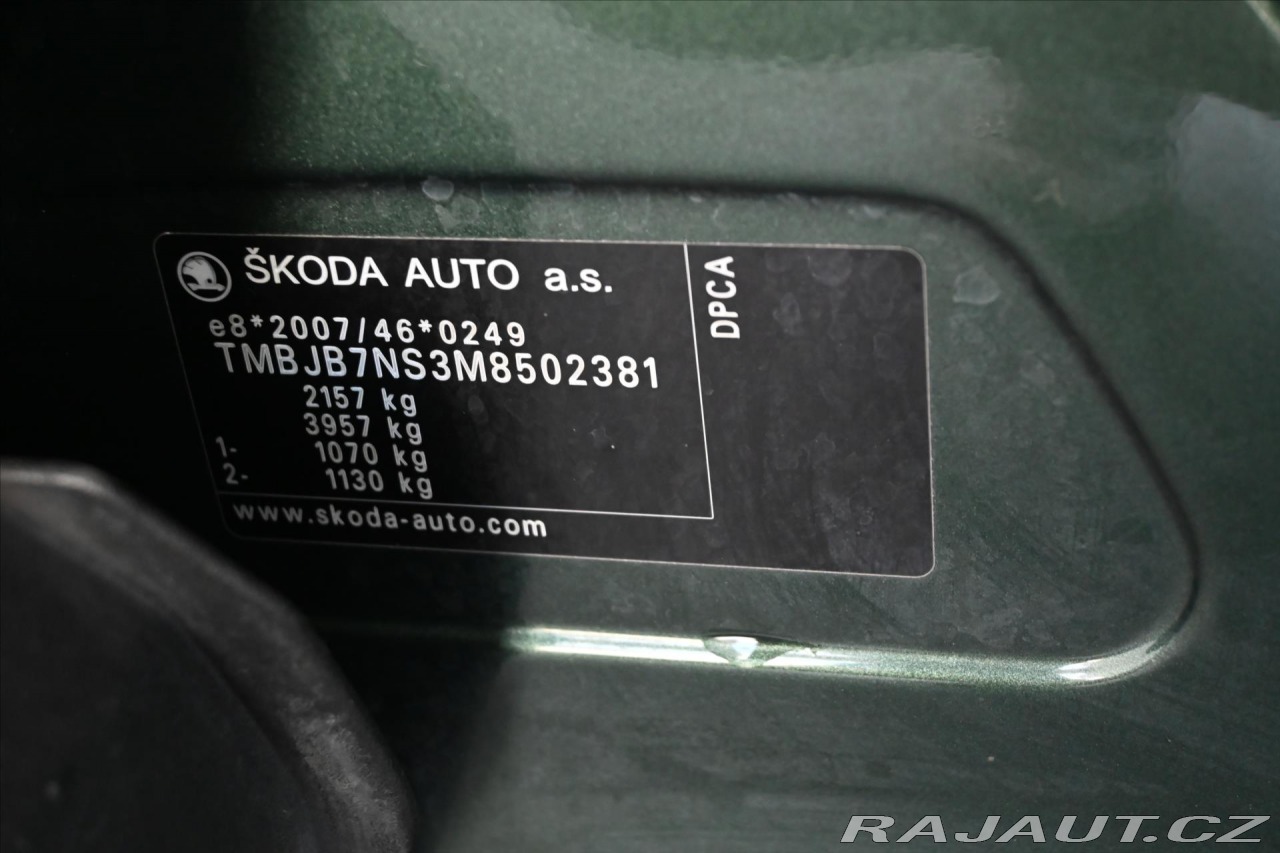 ŠKODA AUTO a.s.
e8*2007/46*0249
TMBJB7NS3M8502381
2157 kg
3957 kg
1- 1070 kg
2- 1130 kg
www.skoda-auto.com
DPCA
RAJAUT.CZ